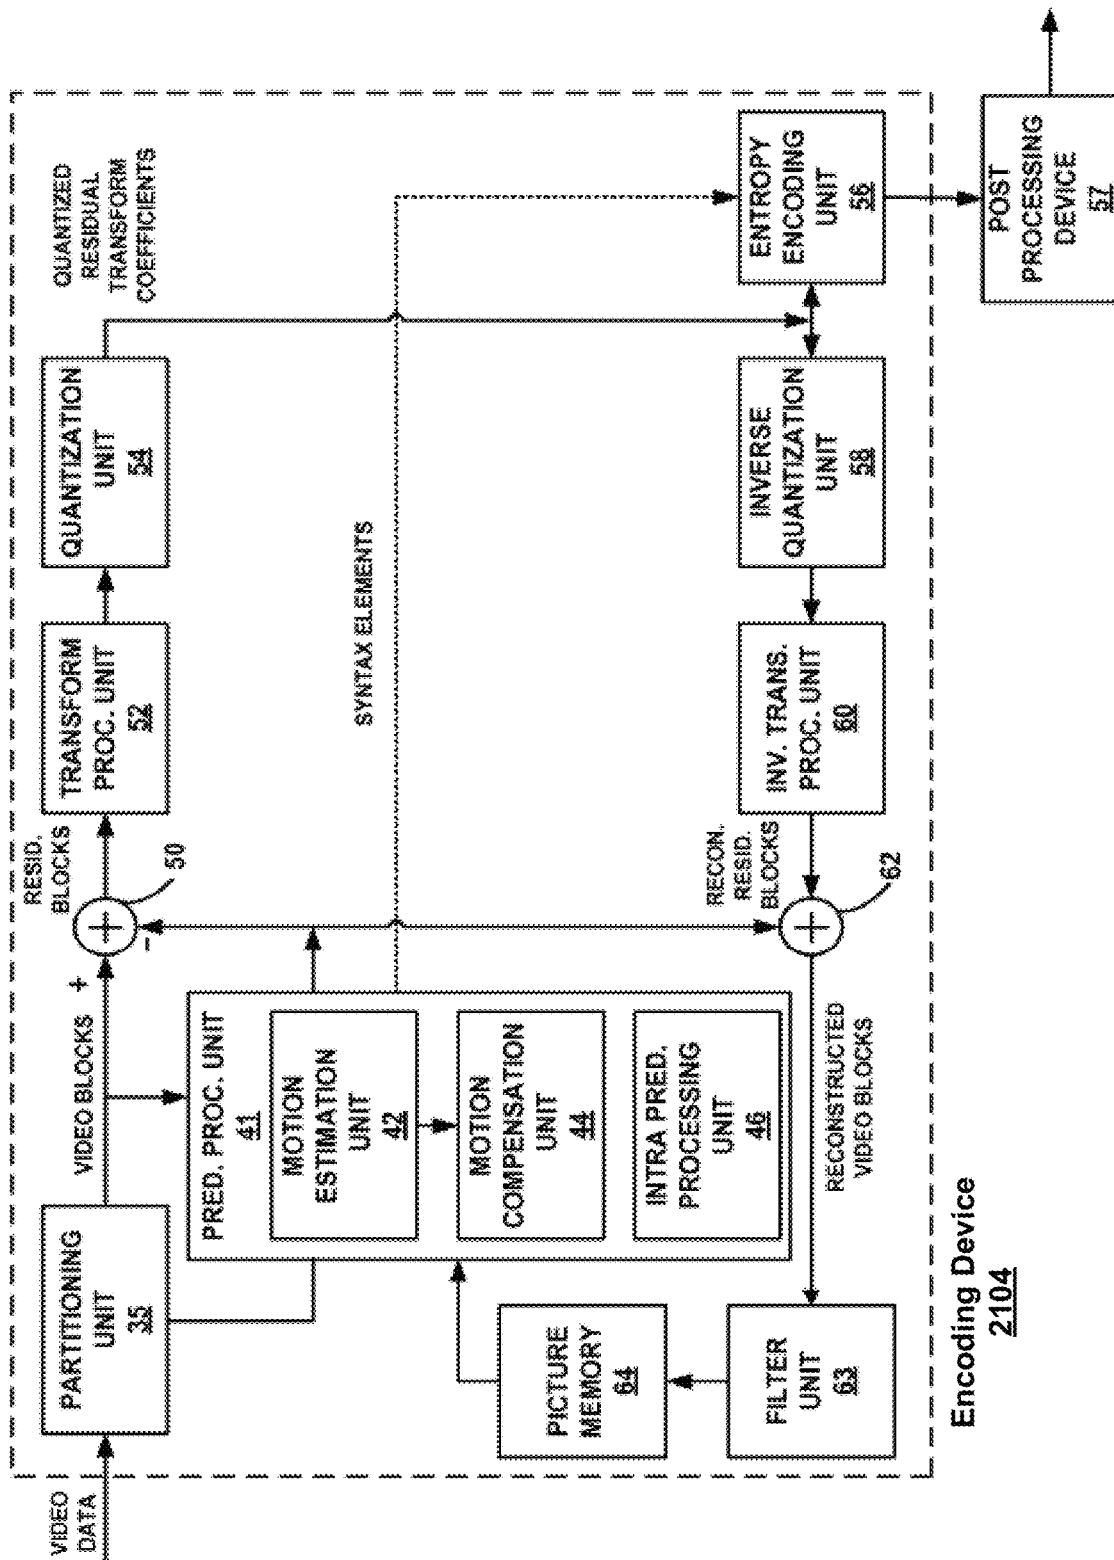 VIDEO
DATA
PARTITIONING
UNIT
35
VIDEO BLOCKS
+
-
RESID.
BLOCKS
50
TRANSFORM
PROC. UNIT
52
QUANTIZATION
UNIT
54
QUANTIZED
RESIDUAL
TRANSFORM
COEFFICIENTS
PRED. PROC. UNIT
41
MOTION
ESTIMATION
UNIT
42
MOTION
COMPENSATION
UNIT
44
INTRA PRED.
PROCESSING
UNIT
46
SYNTAX ELEMENTS
PICTURE
MEMORY
64
FILTER
UNIT
63
RECONSTRUCTED
VIDEO BLOCKS
RECON.
RESID.
BLOCKS
62
INV. TRANS.
PROC. UNIT
60
INVERSE
QUANTIZATION
UNIT
58
ENTROPY
ENCODING
UNIT
56
Encoding Device
2104
POST
PROCESSING
DEVICE
57